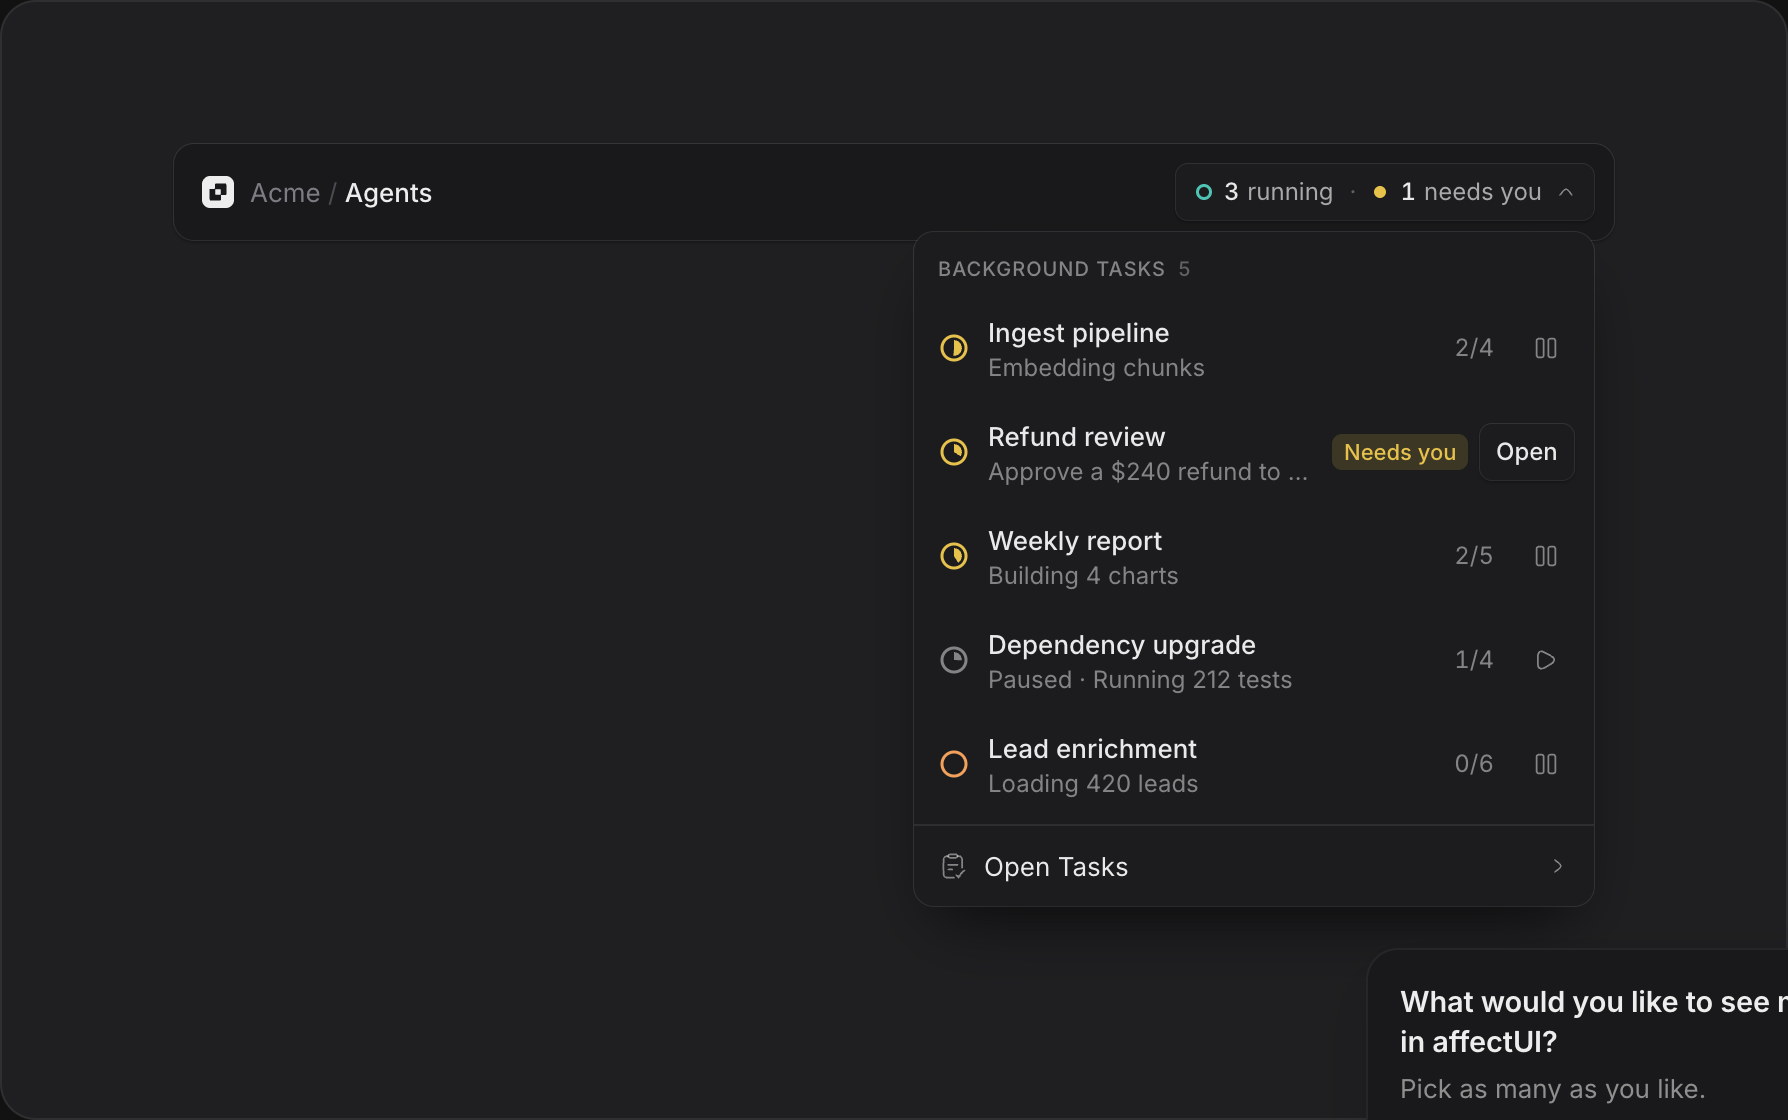 Acme / Agents
3 running · 1 needs you
BACKGROUND TASKS 5
Ingest pipeline
Embedding chunks
2/4
Refund review
Approve a $240 refund to ...
Needs you
Open
Weekly report
Building 4 charts
2/5
Dependency upgrade
Paused · Running 212 tests
1/4
Lead enrichment
Loading 420 leads
0/6
Open Tasks
What would you like to see
in affectUI?
Pick as many as you like.